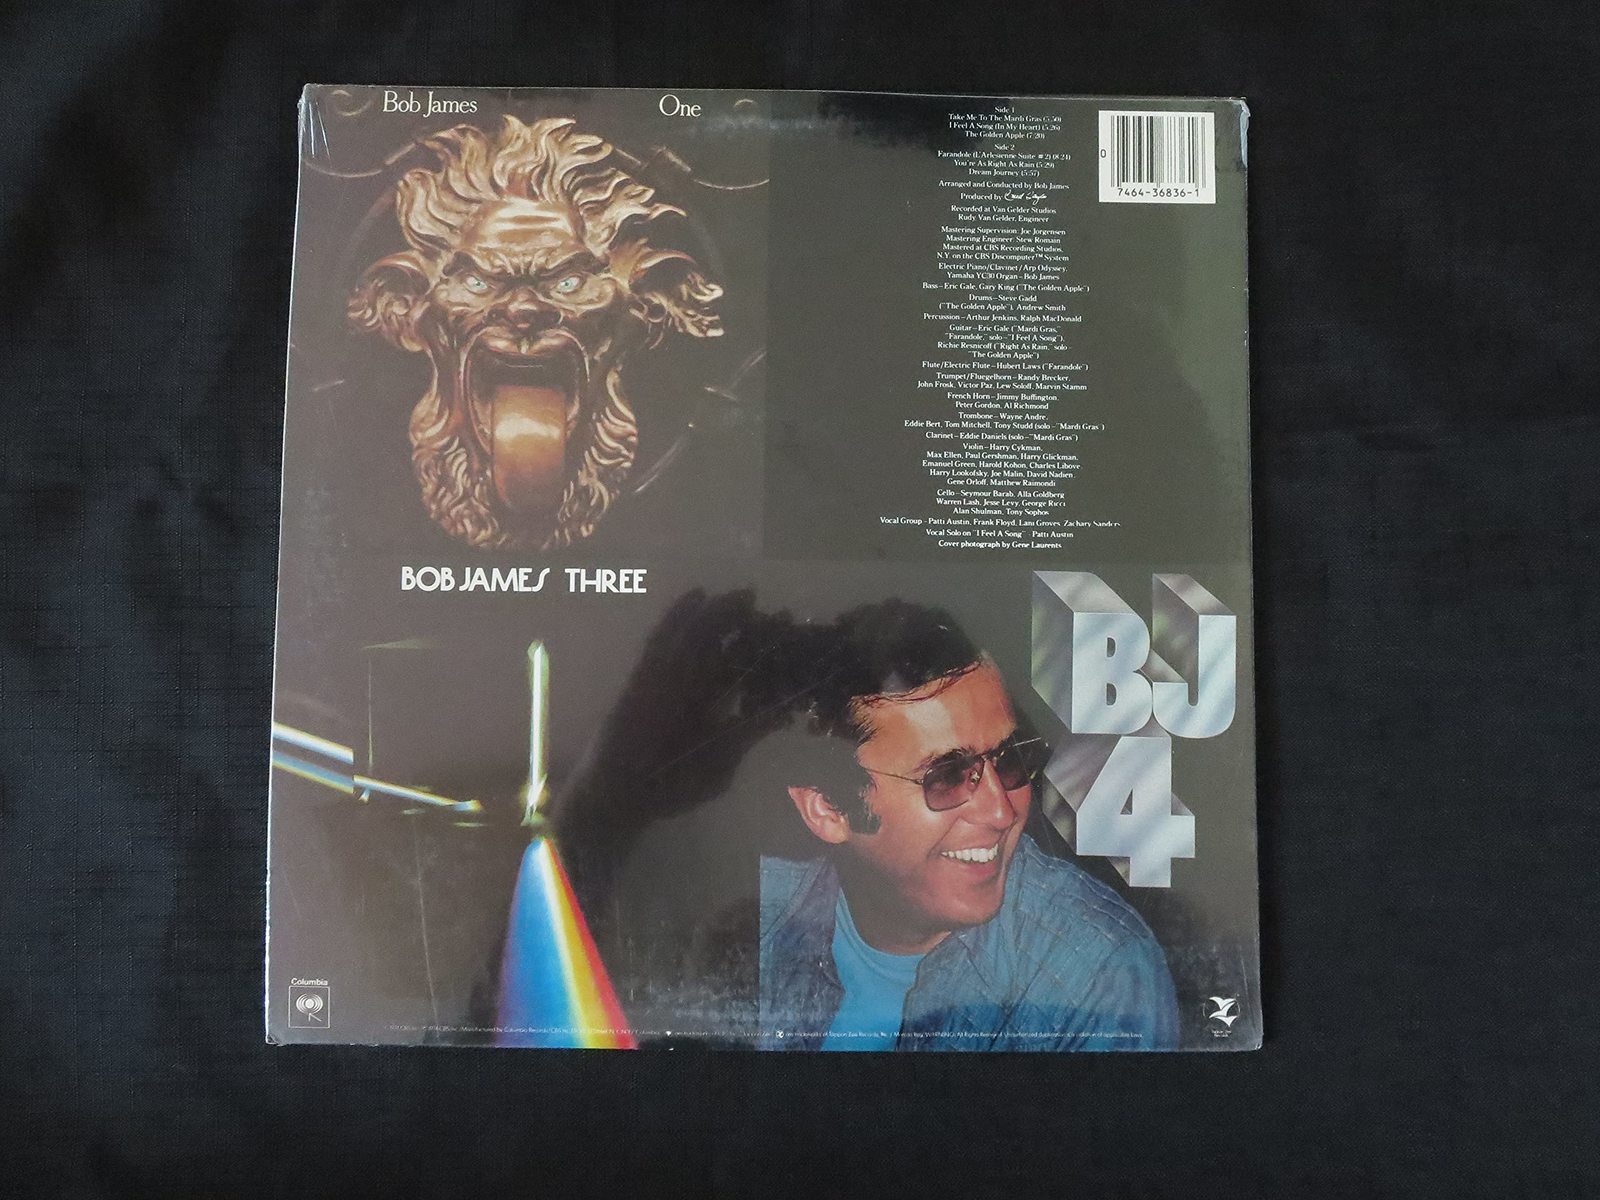 Bob James One
Side 1
Take Me To The Mardi Gras (5:50)
I Feel A Song (In My Heart) (5:26)
The Golden Apple (7:20)
Side 2
Farandole (L'Arlesienne Suite #2) (8:24)
You're As Right As Rain (5:29)
Dream Journey (5:57)
Arranged and Conducted by Bob James
Produced by Creed Taylor
Recorded at Van Gelder Studios
Rudy Van Gelder, Engineer
Mastering Supervision: Joe Jorgensen
Mastering Engineer: Stew Romain
Mastered at CBS Recording Studios,
N.Y. on the CBS Discomputer™ System
Electric Piano/Clavinet/Arp Odyssey,
Yamaha YC30 Organ–Bob James
Bass–Eric Gale, Gary King ("The Golden Apple")
Drums–Steve Gadd
("The Golden Apple"), Andrew Smith
Percussion–Arthur Jenkins, Ralph MacDonald
Guitar–Eric Gale ("Mardi Gras,"
"Farandole," solo–"I Feel A Song"),
Richie Resnicoff ("Right As Rain," solo–
"The Golden Apple")
Flute/Electric Flute–Hubert Laws ("Farandole")
Trumpet/Fluegelhorn–Randy Brecker,
John Frosk, Victor Paz, Lew Soloff, Marvin Stamm
French Horn–Jimmy Buffington,
Peter Gordon, Al Richmond
Trombone–Wayne Andre,
Eddie Bert, Tom Mitchell, Tony Studd (solo–"Mardi Gras")
Clarinet–Eddie Daniels (solo–"Mardi Gras")
Violin–Harry Cykman,
Max Ellen, Paul Gershman, Harry Glickman,
Emanuel Green, Harold Kohon, Charles Libove,
Harry Lookofsky, Joe Malin, David Nadien,
Gene Orloff, Matthew Raimondi
Cello–Seymour Barab, Alla Goldberg
Warren Lash, Jesse Levy, George Ricci
Alan Shulman, Tony Sophos
Vocal Group–Patti Austin, Frank Floyd, Lani Groves, Zachary Sanders
Vocal Solo on "I Feel A Song"–Patti Austin
Cover photograph by Gene Laurents
0
7464-36836-1
BOB JAMES THREE
BJ
4
Columbia
Tappan Zee
Records